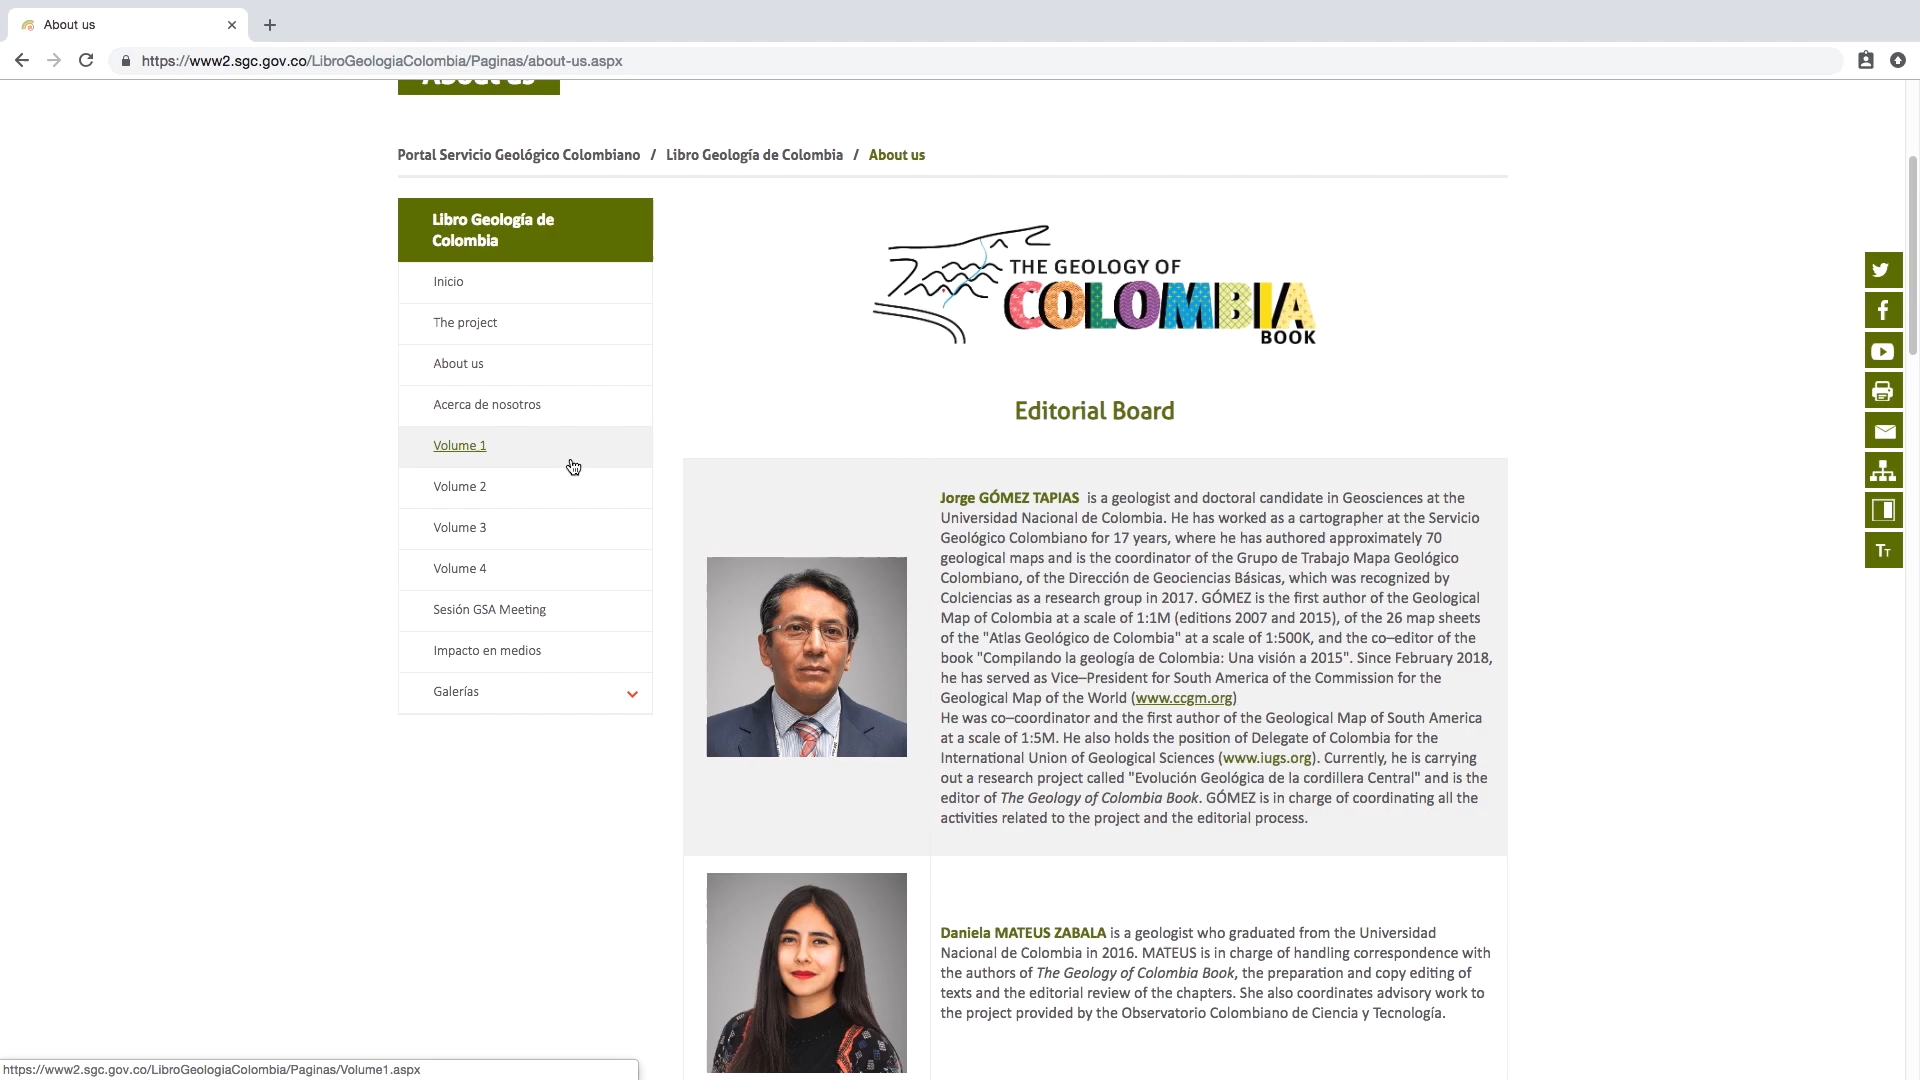 About us
https://www2.sgc.gov.co/LibroGeologiaColombia/Paginas/about-us.aspx
About us
Portal Servicio Geológico Colombiano / Libro Geología de Colombia / About us
Libro Geología de
Colombia
Inicio
The project
About us
Acerca de nosotros
Volume 1
Volume 2
Volume 3
Volume 4
Sesión GSA Meeting
Impacto en medios
Galerías
THE GEOLOGY OF
COLOMBIA
BOOK
Editorial Board
Jorge GÓMEZ TAPIAS is a geologist and doctoral candidate in Geosciences at the
Universidad Nacional de Colombia. He has worked as a cartographer at the Servicio
Geológico Colombiano for 17 years, where he has authored approximately 70
geological maps and is the coordinator of the Grupo de Trabajo Mapa Geológico
Colombiano, of the Dirección de Geociencias Básicas, which was recognized by
Colciencias as a research group in 2017. GÓMEZ is the first author of the Geological
Map of Colombia at a scale of 1:1M (editions 2007 and 2015), of the 26 map sheets
of the "Atlas Geológico de Colombia" at a scale of 1:500K, and the co–editor of the
book "Compilando la geología de Colombia: Una visión a 2015". Since February 2018,
he has served as Vice–President for South America of the Commission for the
Geological Map of the World (www.ccgm.org)
He was co–coordinator and the first author of the Geological Map of South America
at a scale of 1:5M. He also holds the position of Delegate of Colombia for the
International Union of Geological Sciences (www.iugs.org). Currently, he is carrying
out a research project called "Evolución Geológica de la cordillera Central" and is the
editor of The Geology of Colombia Book. GÓMEZ is in charge of coordinating all the
activities related to the project and the editorial process.
Daniela MATEUS ZABALA is a geologist who graduated from the Universidad
Nacional de Colombia in 2016. MATEUS is in charge of handling correspondence with
the authors of The Geology of Colombia Book, the preparation and copy editing of
texts and the editorial review of the chapters. She also coordinates advisory work to
the project provided by the Observatorio Colombiano de Ciencia y Tecnología.
TT
https://www2.sgc.gov.co/LibroGeologiaColombia/Paginas/Volume1.aspx